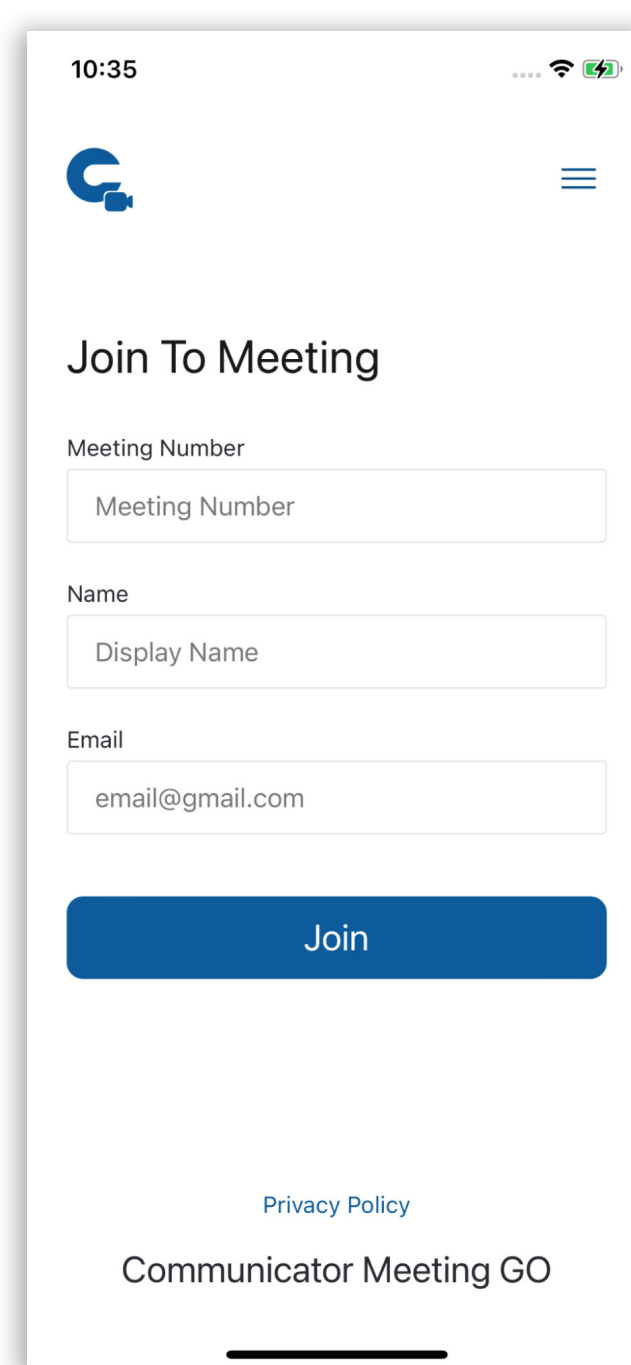 10:35
Join To Meeting
Meeting Number
Meeting Number
Name
Display Name
Email
email@gmail.com
Join
Privacy Policy
Communicator Meeting GO